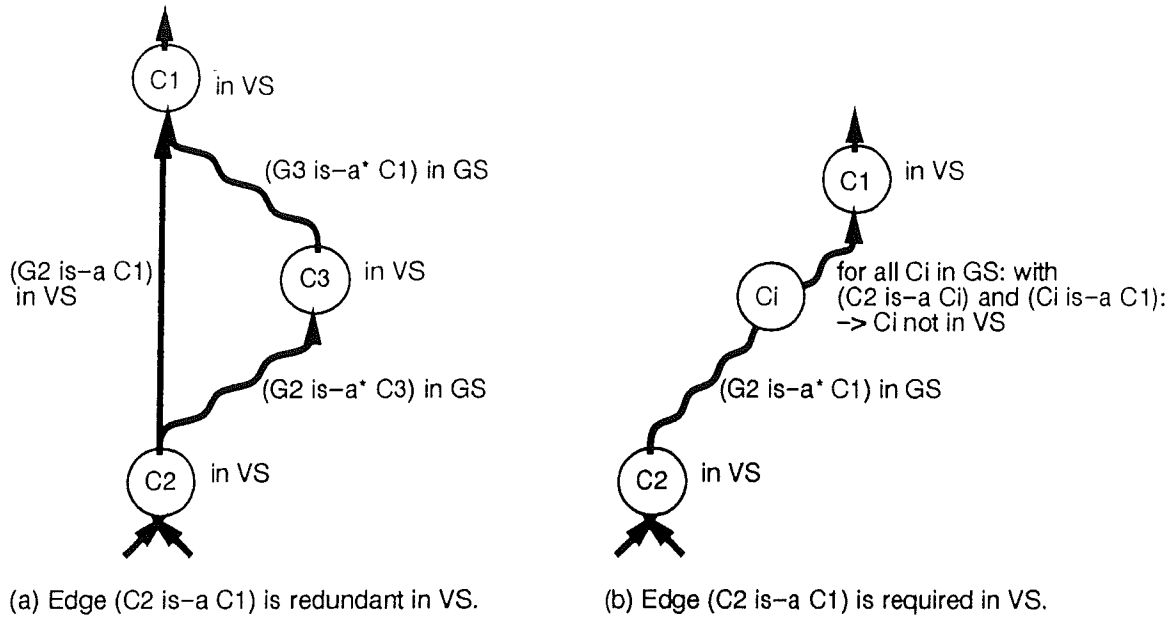 C1
in VS
(G3 is-a* C1) in GS
(G2 is-a C1)
in VS
C3
in VS
(G2 is-a* C3) in GS
C2
in VS
(a) Edge (C2 is-a C1) is redundant in VS.
C1
in VS
Ci
for all Ci in GS: with
(C2 is-a Ci) and (Ci is-a C1):
-> Ci not in VS
(G2 is-a* C1) in GS
C2
in VS
(b) Edge (C2 is-a C1) is required in VS.